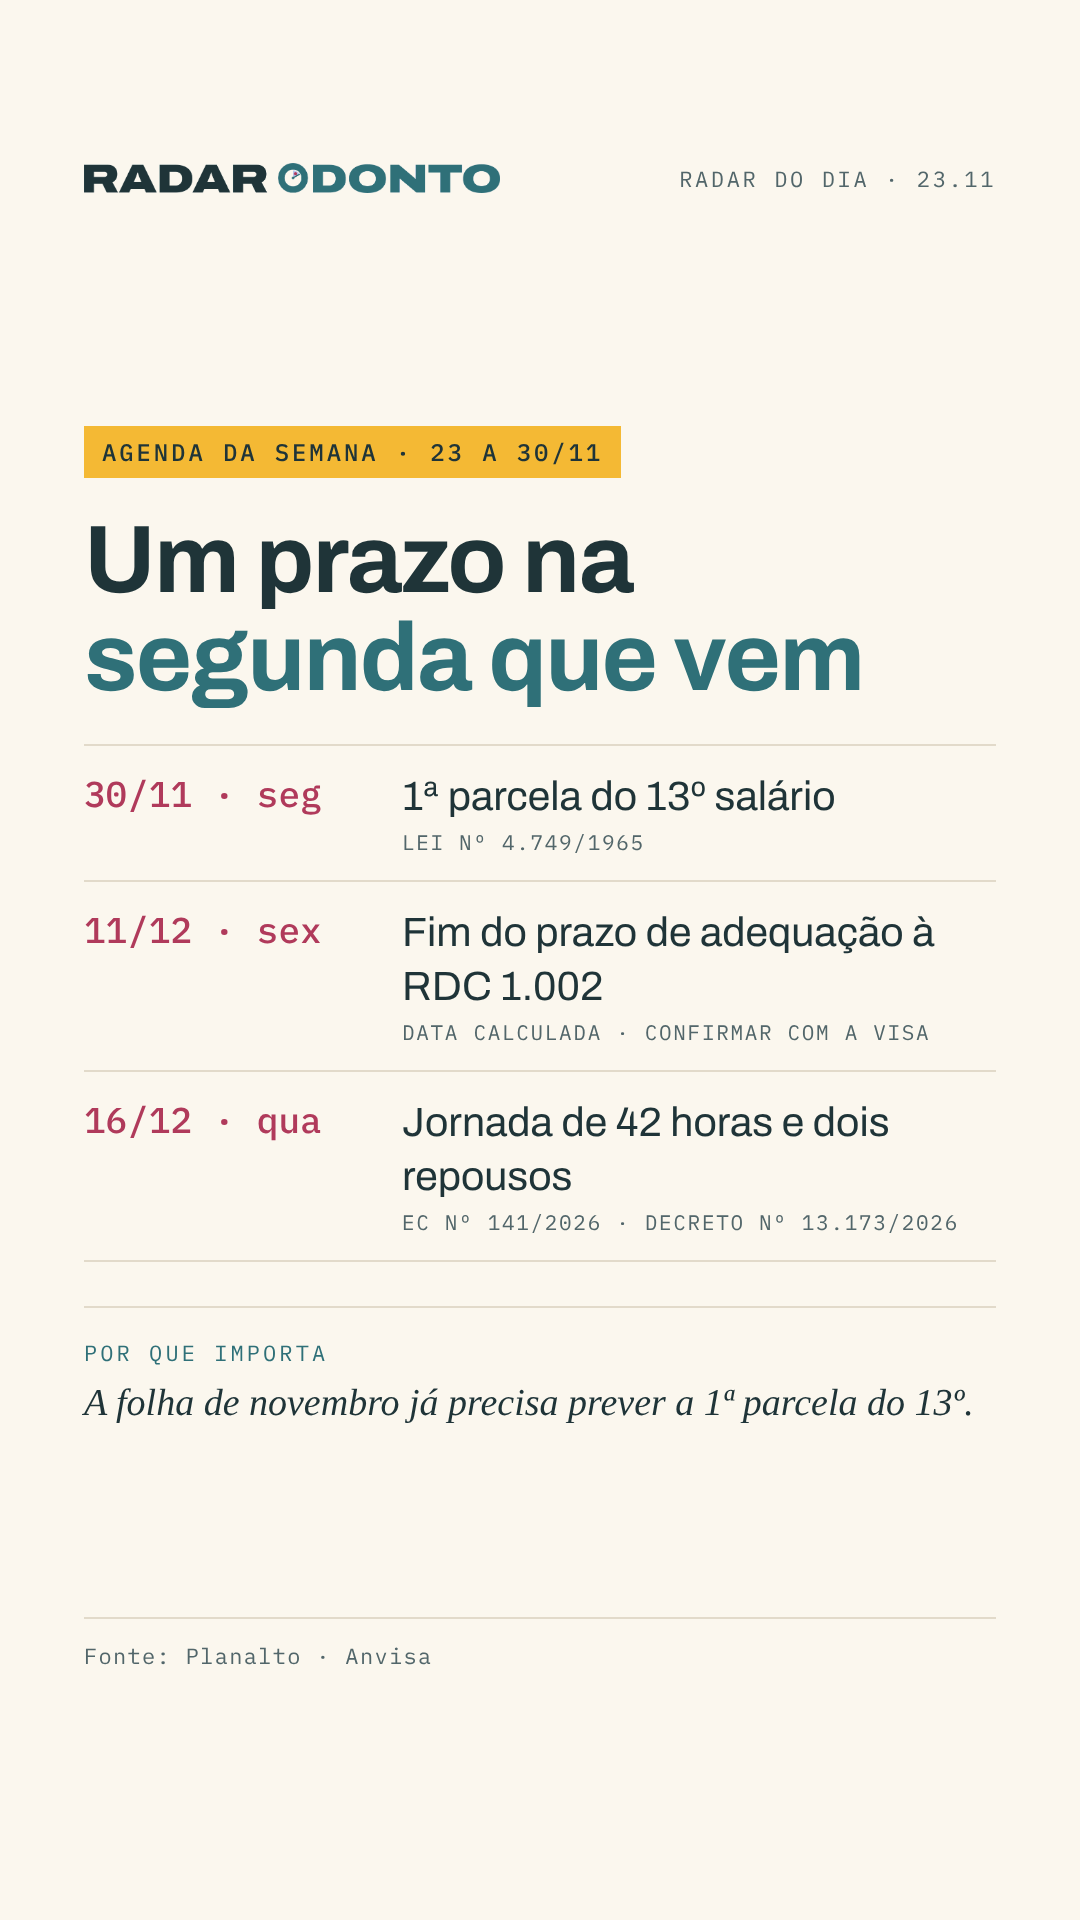 RADAR ODONTO
RADAR DO DIA · 23.11
AGENDA DA SEMANA · 23 A 30/11
Um prazo na
segunda que vem
30/11 · seg
1ª parcela do 13º salário
LEI Nº 4.749/1965
11/12 · sex
Fim do prazo de adequação à
RDC 1.002
DATA CALCULADA · CONFIRMAR COM A VISA
16/12 · qua
Jornada de 42 horas e dois
repousos
EC Nº 141/2026 · DECRETO Nº 13.173/2026
POR QUE IMPORTA
A folha de novembro já precisa prever a 1ª parcela do 13º.
Fonte: Planalto · Anvisa